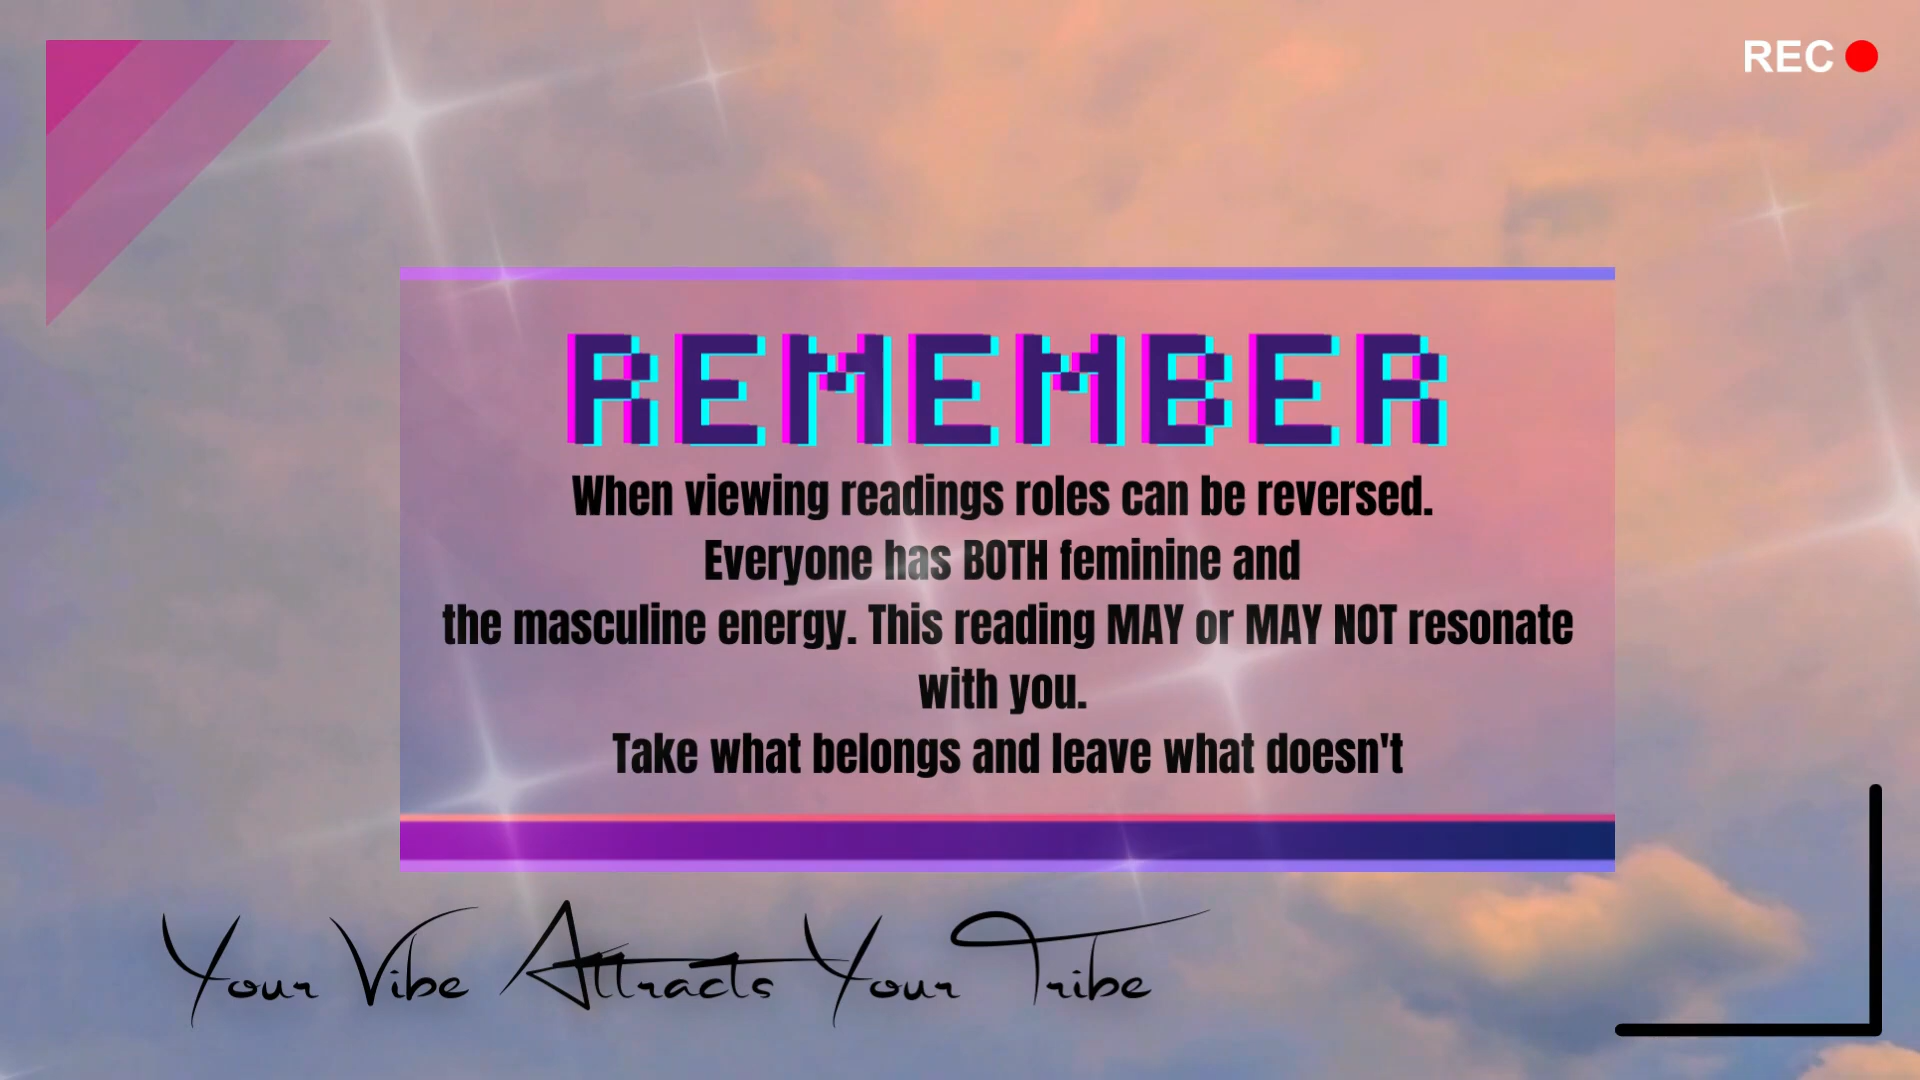 REC
REMEMBER
When viewing readings roles can be reversed.
Everyone has BOTH feminine and
the masculine energy. This reading MAY or MAY NOT resonate
with you.
Take what belongs and leave what doesn't
Your Vibe Attracts Your Tribe